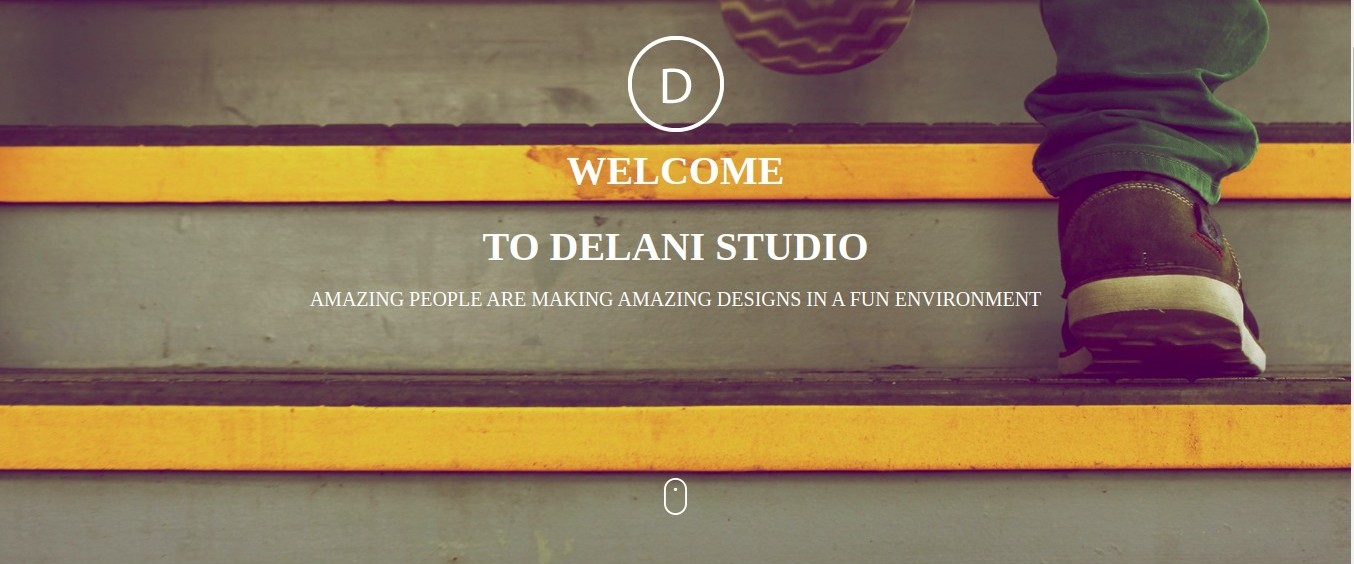 D
WELCOME
TO DELANI STUDIO
AMAZING PEOPLE ARE MAKING AMAZING DESIGNS IN A FUN ENVIRONMENT